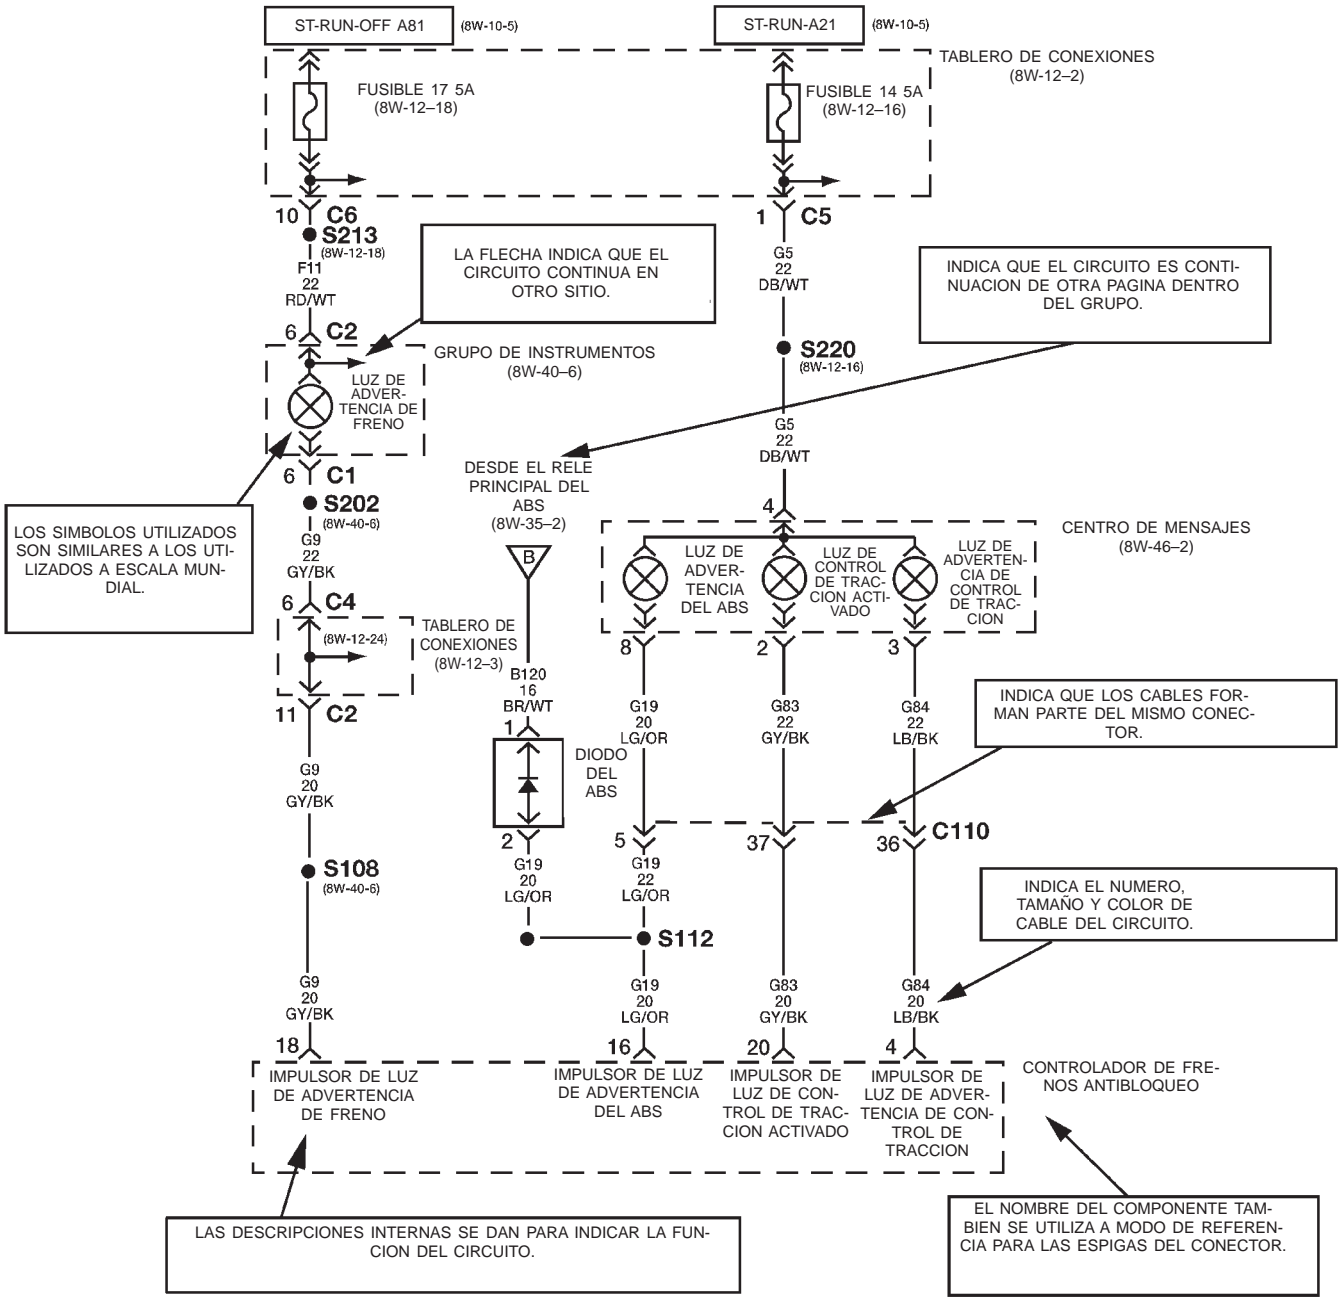 ST-RUN-OFF A81
(8W-10-5)
ST-RUN-A21
(8W-10-5)
TABLERO DE CONEXIONES
(8W-12–2)
FUSIBLE 17 5A
(8W-12–18)
FUSIBLE 14 5A
(8W-12–16)
10
C6
S213
(8W-12-18)
F11
22
RD/WT
6
C2
1
C5
G5
22
DB/WT
LA FLECHA INDICA QUE EL
CIRCUITO CONTINUA EN
OTRO SITIO.
INDICA QUE EL CIRCUITO ES CONTI-
NUACION DE OTRA PAGINA DENTRO
DEL GRUPO.
S220
(8W-12-16)
GRUPO DE INSTRUMENTOS
(8W-40–6)
LUZ DE
ADVER-
TENCIA DE
FRENO
G5
22
DB/WT
6
C1
S202
(8W-40-6)
G9
22
GY/BK
DESDE EL RELE
PRINCIPAL DEL
ABS
(8W-35–2)
B
LOS SIMBOLOS UTILIZADOS
SON SIMILARES A LOS UTI-
LIZADOS A ESCALA MUN-
DIAL.
4
CENTRO DE MENSAJES
(8W-46–2)
LUZ DE
ADVER-
TENCIA
DEL ABS
LUZ DE
CONTROL
DE TRAC-
CION ACTI-
VADO
LUZ DE
ADVERTEN-
CIA DE
CONTROL
DE TRAC-
CION
6
C4
(8W-12-24)
TABLERO DE
CONEXIONES
(8W-12–3)
11
C2
8
2
3
B120
16
BR/WT
G19
20
LG/OR
G83
22
GY/BK
G84
22
LB/BK
INDICA QUE LOS CABLES FOR-
MAN PARTE DEL MISMO CONEC-
TOR.
1
DIODO
DEL
ABS
2
G9
20
GY/BK
5
37
36
C110
S108
(8W-40-6)
G19
20
LG/OR
G19
22
LG/OR
INDICA EL NUMERO,
TAMAÑO Y COLOR DE
CABLE DEL CIRCUITO.
S112
G9
20
GY/BK
G19
20
LG/OR
G83
20
GY/BK
G84
20
LB/BK
18
16
20
4
IMPULSOR DE LUZ
DE ADVERTENCIA
DE FRENO
IMPULSOR DE LUZ
DE ADVERTENCIA
DEL ABS
IMPULSOR DE
LUZ DE CON-
TROL DE TRAC-
CION ACTIVADO
IMPULSOR DE
LUZ DE ADVER-
TENCIA DE CON-
TROL DE
TRACCION
CONTROLADOR DE FRE-
NOS ANTIBLOQUEO
LAS DESCRIPCIONES INTERNAS SE DAN PARA INDICAR LA FUN-
CION DEL CIRCUITO.
EL NOMBRE DEL COMPONENTE TAM-
BIEN SE UTILIZA A MODO DE REFEREN-
CIA PARA LAS ESPIGAS DEL CONECTOR.